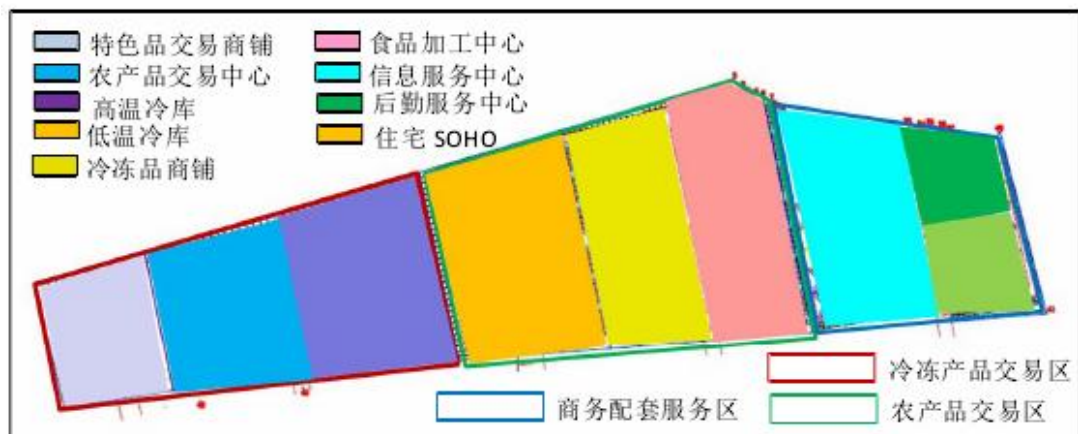 特色品交易商铺
农产品交易中心
高温冷库
低温冷库
冷冻品商铺
食品加工中心
信息服务中心
后勤服务中心
住宅 SOHO
冷冻产品交易区
商务配套服务区
农产品交易区